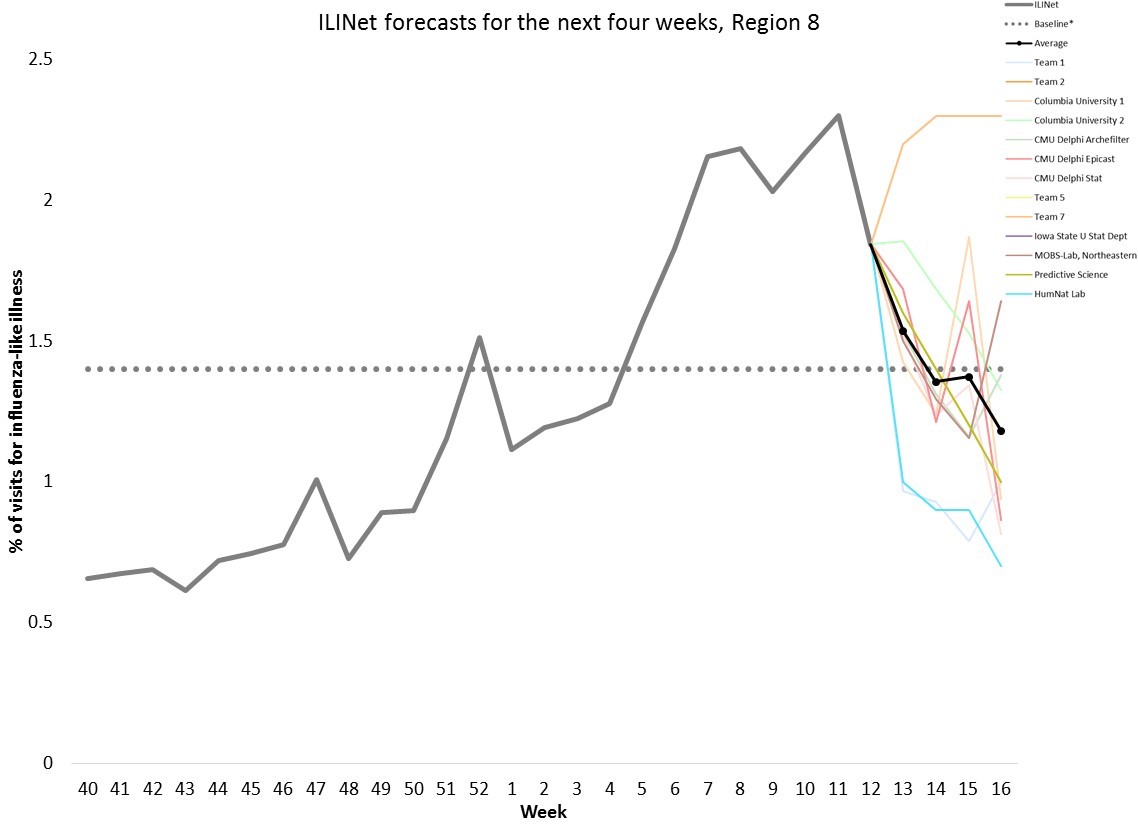 ILINet forecasts for the next four weeks, Region 8
ILINet
Baseline*
Average
Team 1
Team 2
Columbia University 1
Columbia University 2
CMU Delphi Archefilter
CMU Delphi Epicast
CMU Delphi Stat
Team 5
Team 7
Iowa State U Stat Dept
MOBS-Lab, Northeastern
Predictive Science
HumNat Lab
% of visits for influenza-like illness
2.5
2
1.5
1
0.5
0
40 41 42 43 44 45 46 47 48 49 50 51 52 1 2 3 4 5 6 7 8 9 10 11 12 13 14 15 16
Week